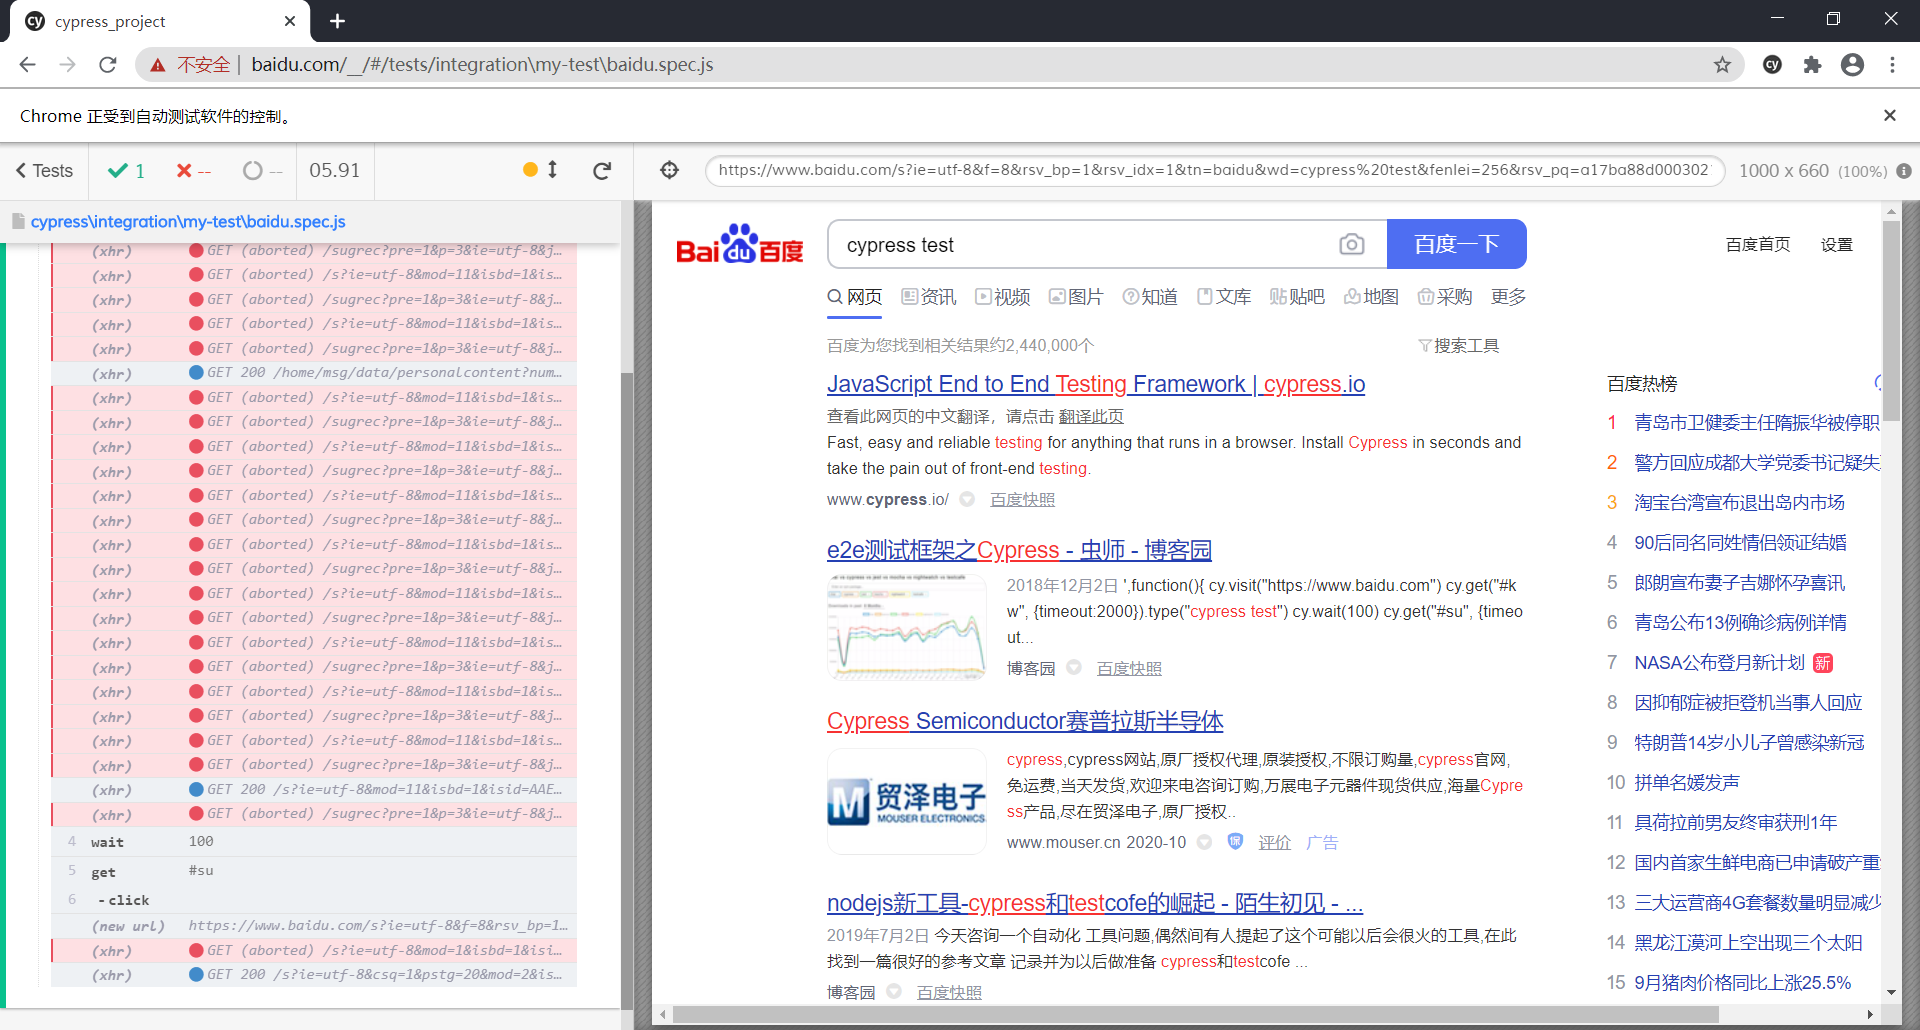 cypress_project
不安全 | baidu.com/__/#/tests/integration\my-test\baidu.spec.js
Chrome 正受到自动测试软件的控制。
Tests 1 -- -- 05.91
https://www.baidu.com/s?ie=utf-8&f=8&rsv_bp=1&rsv_idx=1&tn=baidu&wd=cypress%20test&fenlei=256&rsv_pq=a17ba88d000302
1000 x 660 (100%)
cypress\integration\my-test\baidu.spec.js
(xhr) GET (aborted) /sugrec?pre=1&p=3&ie=utf-8&j…
(xhr) GET (aborted) /s?ie=utf-8&mod=11&isbd=1&is…
(xhr) GET (aborted) /sugrec?pre=1&p=3&ie=utf-8&j…
(xhr) GET (aborted) /s?ie=utf-8&mod=11&isbd=1&is…
(xhr) GET (aborted) /sugrec?pre=1&p=3&ie=utf-8&j…
(xhr) GET 200 /home/msg/data/personalcontent?num…
(xhr) GET (aborted) /s?ie=utf-8&mod=11&isbd=1&is…
(xhr) GET (aborted) /sugrec?pre=1&p=3&ie=utf-8&j…
(xhr) GET (aborted) /s?ie=utf-8&mod=11&isbd=1&is…
(xhr) GET (aborted) /sugrec?pre=1&p=3&ie=utf-8&j…
(xhr) GET (aborted) /s?ie=utf-8&mod=11&isbd=1&is…
(xhr) GET (aborted) /sugrec?pre=1&p=3&ie=utf-8&j…
(xhr) GET (aborted) /s?ie=utf-8&mod=11&isbd=1&is…
(xhr) GET (aborted) /sugrec?pre=1&p=3&ie=utf-8&j…
(xhr) GET (aborted) /s?ie=utf-8&mod=11&isbd=1&is…
(xhr) GET (aborted) /sugrec?pre=1&p=3&ie=utf-8&j…
(xhr) GET (aborted) /s?ie=utf-8&mod=11&isbd=1&is…
(xhr) GET (aborted) /sugrec?pre=1&p=3&ie=utf-8&j…
(xhr) GET (aborted) /s?ie=utf-8&mod=11&isbd=1&is…
(xhr) GET (aborted) /sugrec?pre=1&p=3&ie=utf-8&j…
(xhr) GET (aborted) /s?ie=utf-8&mod=11&isbd=1&is…
(xhr) GET (aborted) /sugrec?pre=1&p=3&ie=utf-8&j…
(xhr) GET 200 /s?ie=utf-8&mod=11&isbd=1&isid=AAE…
(xhr) GET (aborted) /sugrec?pre=1&p=3&ie=utf-8&j…
4 wait 100
5 get #su
6 - click
(new url) https://www.baidu.com/s?ie=utf-8&f=8&rsv_bp=1…
(xhr) GET (aborted) /s?ie=utf-8&mod=1&isbd=1&isi…
(xhr) GET 200 /s?ie=utf-8&csq=1&pstg=20&mod=2&is…
Bai du 百度 cypress test 百度一下 百度首页 设置
网页 资讯 视频 图片 知道 文库 贴吧 地图 采购 更多
百度为您找到相关结果约2,440,000个 搜索工具
JavaScript End to End Testing Framework | cypress.io
查看此网页的中文翻译，请点击 翻译此页
Fast, easy and reliable testing for anything that runs in a browser. Install Cypress in seconds and
take the pain out of front-end testing.
www.cypress.io/ 百度快照
e2e测试框架之Cypress - 虫师 - 博客园
2018年12月2日 ',function(){ cy.visit("https://www.baidu.com") cy.get("#k
w", {timeout:2000}).type("cypress test") cy.wait(100) cy.get("#su", {timeo
ut...
博客园 百度快照
Cypress Semiconductor赛普拉斯半导体
贸泽电子
MOUSER ELECTRONICS
cypress,cypress网站,原厂授权代理,原装授权,不限订购量,cypress官网,
免运费,当天发货,欢迎来电咨询订购,万展电子元器件现货供应,海量Cypre
ss产品,尽在贸泽电子,原厂授权..
www.mouser.cn 2020-10 保 评价 广告
nodejs新工具-cypress和testcofe的崛起 - 陌生初见 - ...
2019年7月2日 今天咨询一个自动化 工具问题,偶然间有人提起了这个可能以后会很火的工具,在此
找到一篇很好的参考文章 记录并为以后做准备 cypress和testcofe ...
博客园 百度快照
百度热榜
1 青岛市卫健委主任隋振华被停职
2 警方回应成都大学党委书记疑失
3 淘宝台湾宣布退出岛内市场
4 90后同名同姓情侣领证结婚
5 郎朗宣布妻子吉娜怀孕喜讯
6 青岛公布13例确诊病例详情
7 NASA公布登月新计划 新
8 因抑郁症被拒登机当事人回应
9 特朗普14岁小儿子曾感染新冠
10 拼单名媛发声
11 具荷拉前男友终审获刑1年
12 国内首家生鲜电商已申请破产重
13 三大运营商4G套餐数量明显减少
14 黑龙江漠河上空出现三个太阳
15 9月猪肉价格同比上涨25.5%